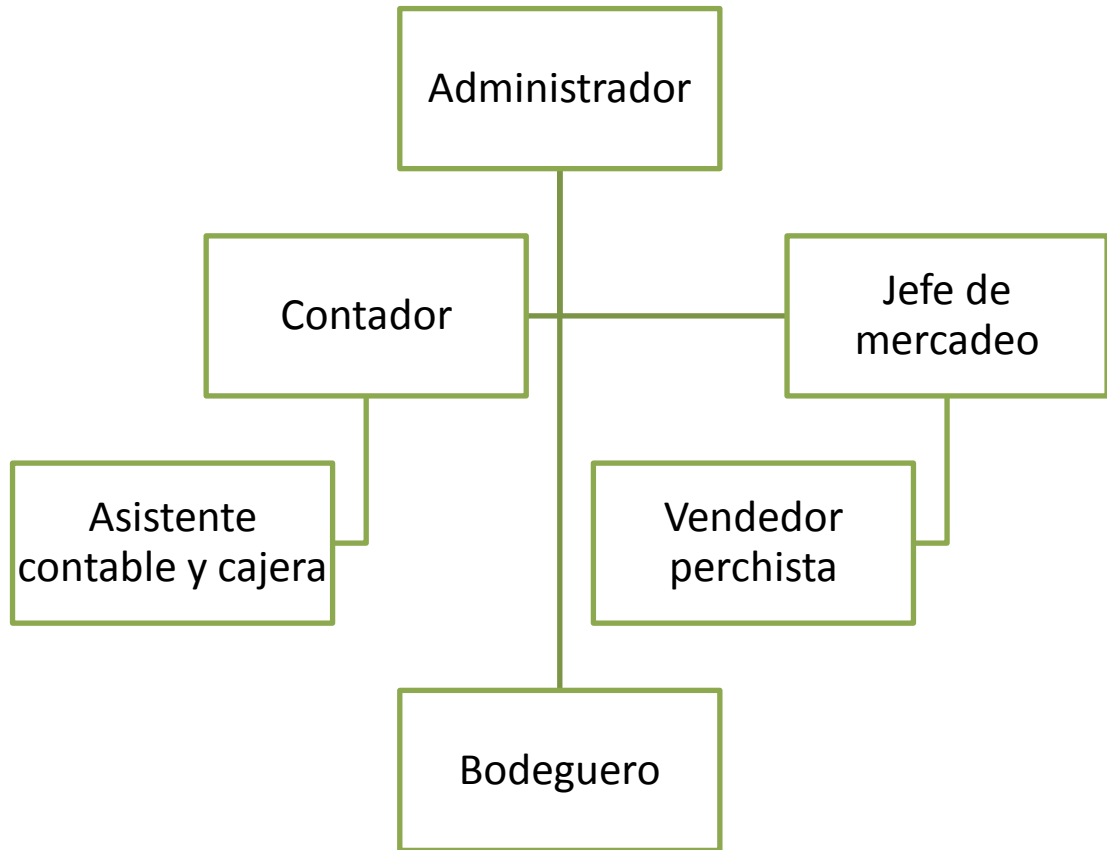 Administrador
Contador
Jefe de
mercadeo
Asistente
contable y cajera
Vendedor
perchista
Bodeguero